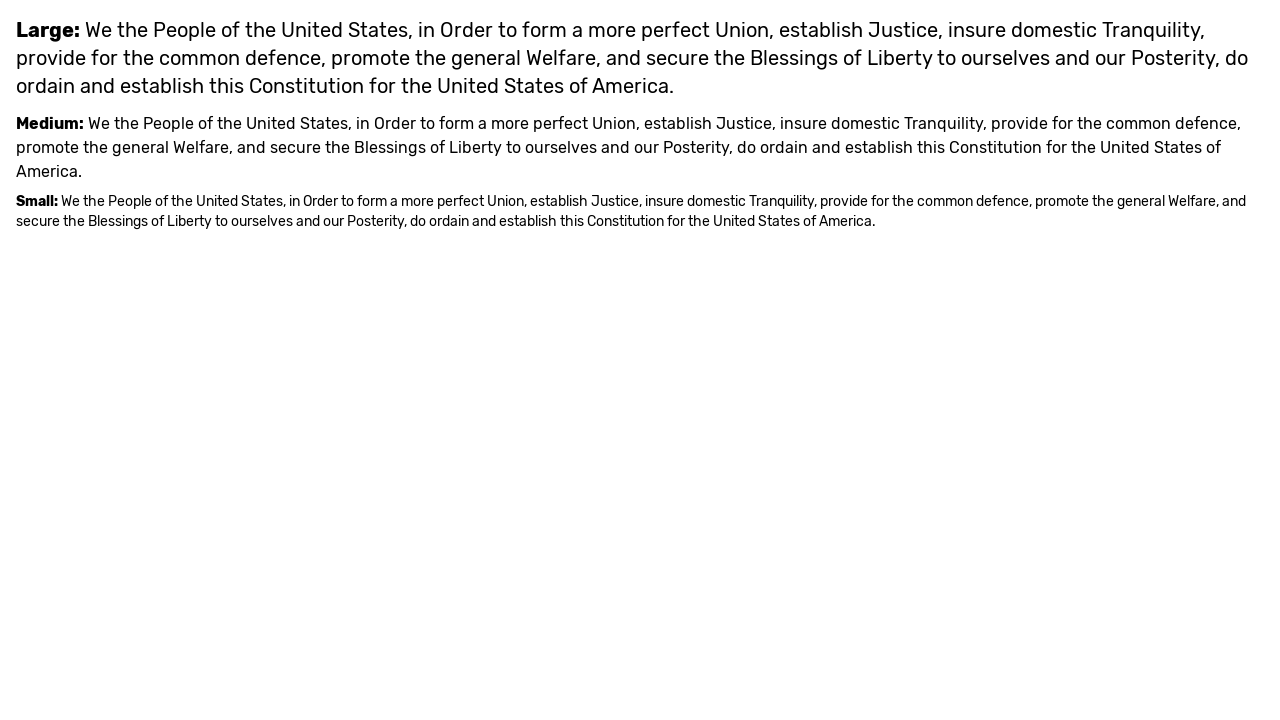 Large: We the People of the United States, in Order to form a more perfect Union, establish Justice, insure domestic Tranquility,
provide for the common defence, promote the general Welfare, and secure the Blessings of Liberty to ourselves and our Posterity, do
ordain and establish this Constitution for the United States of America.
Medium: We the People of the United States, in Order to form a more perfect Union, establish Justice, insure domestic Tranquility, provide for the common defence,
promote the general Welfare, and secure the Blessings of Liberty to ourselves and our Posterity, do ordain and establish this Constitution for the United States of
America.
Small: We the People of the United States, in Order to form a more perfect Union, establish Justice, insure domestic Tranquility, provide for the common defence, promote the general Welfare, and
secure the Blessings of Liberty to ourselves and our Posterity, do ordain and establish this Constitution for the United States of America.